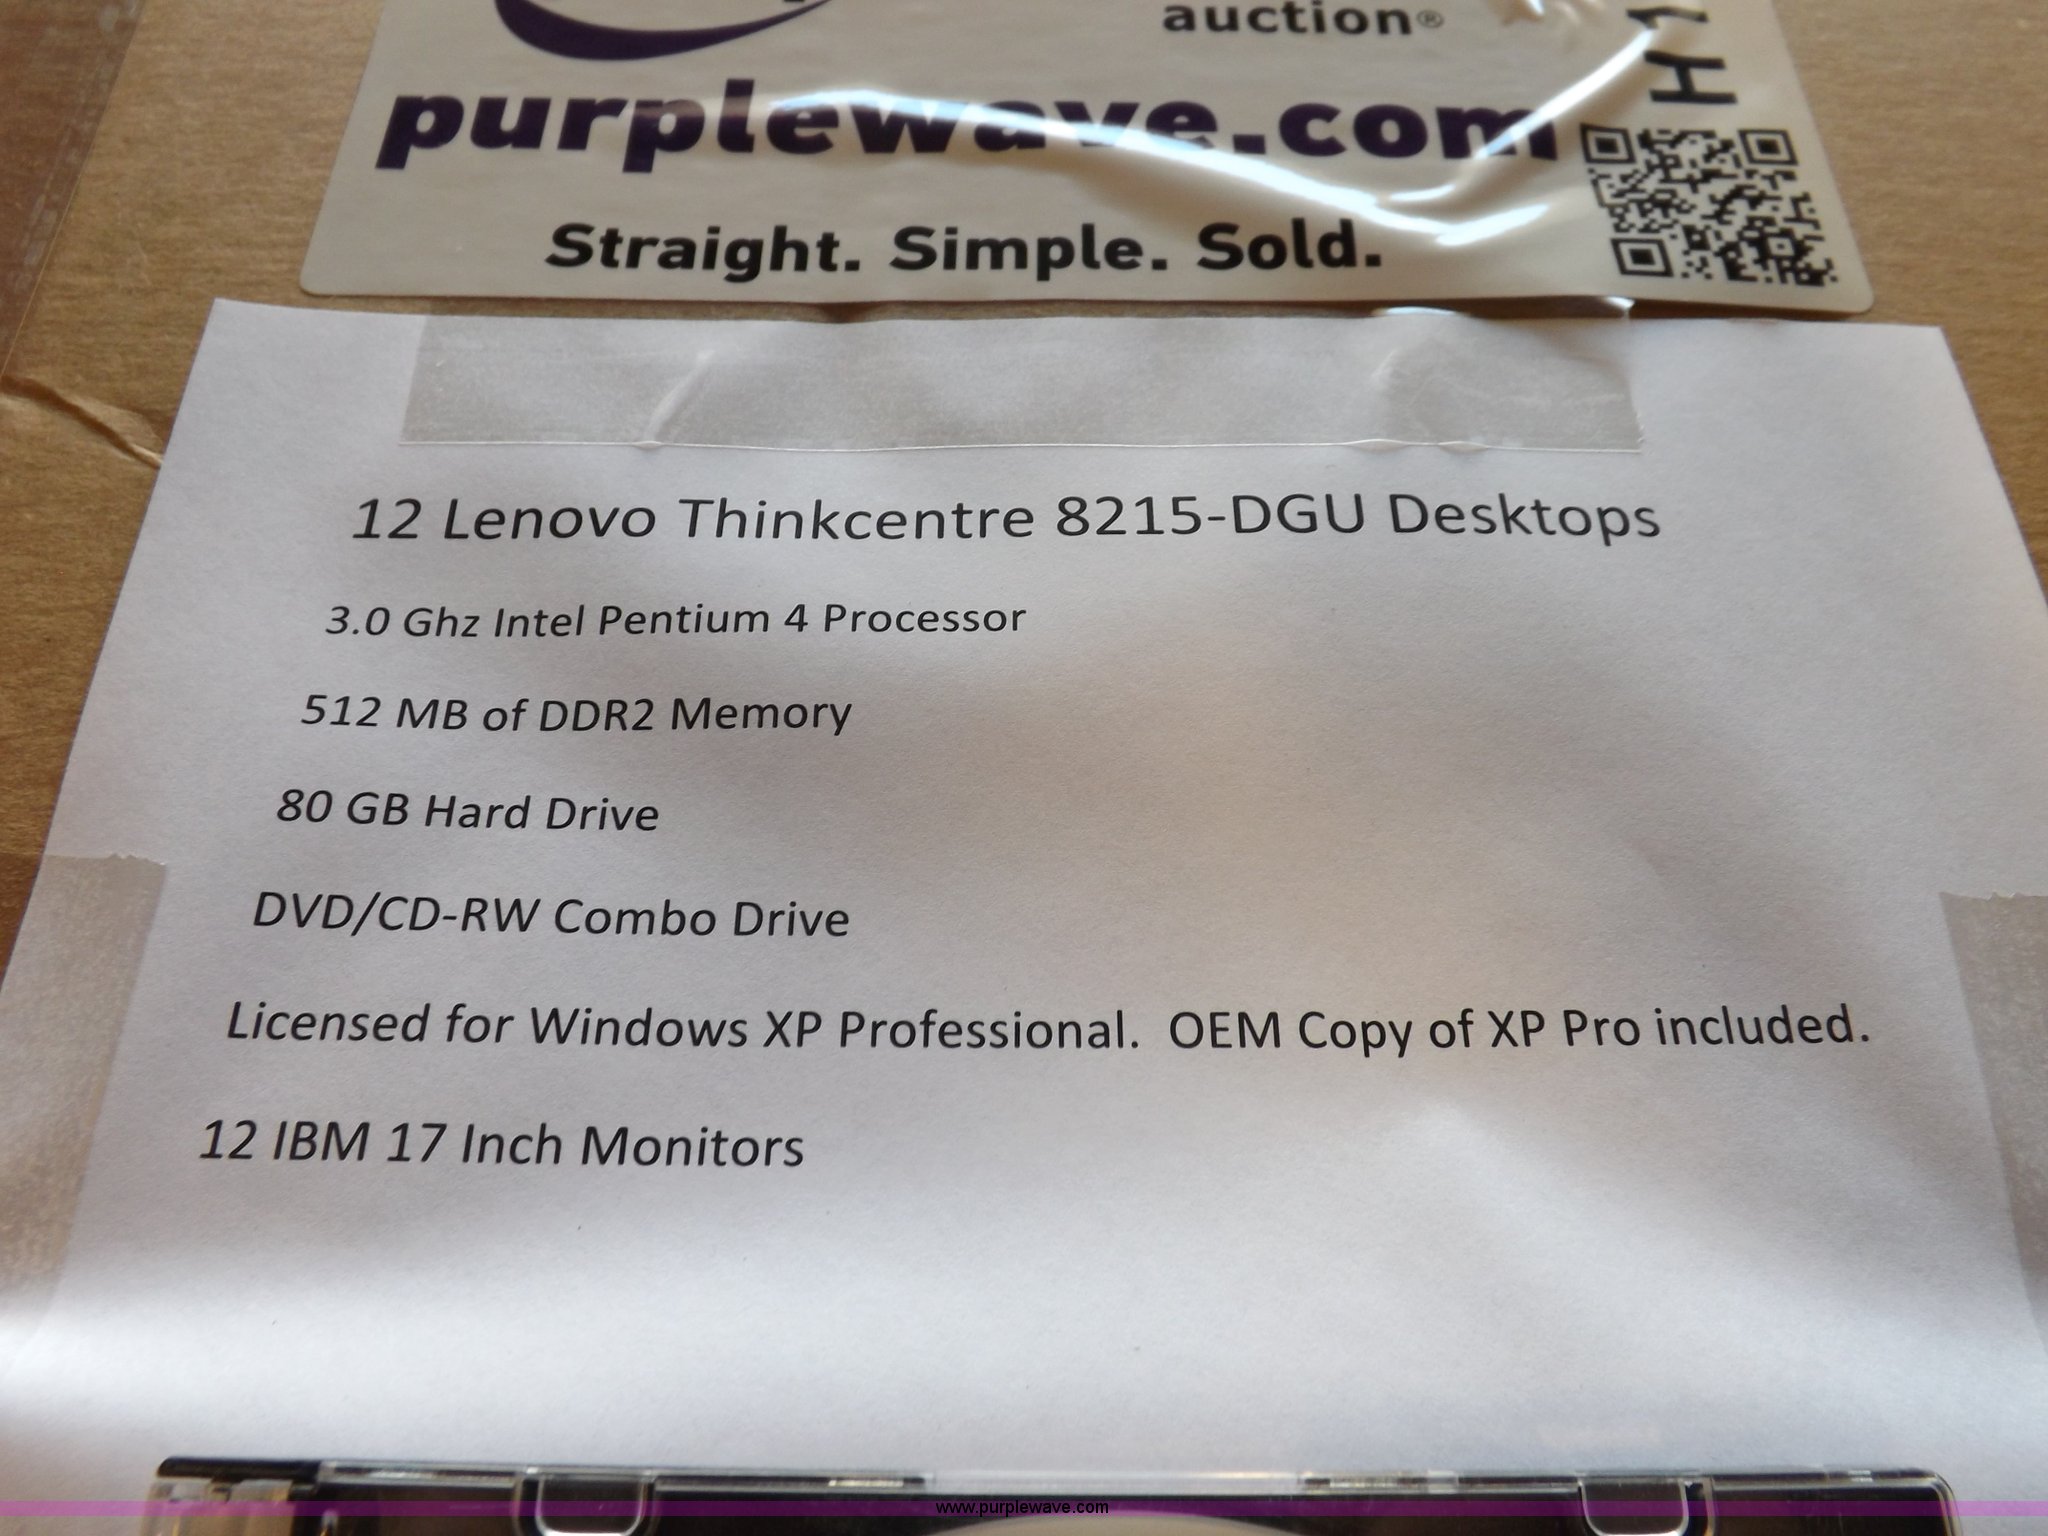 auction®
H 1
purplewave.com
Straight. Simple. Sold.
12 Lenovo Thinkcentre 8215-DGU Desktops
3.0 Ghz Intel Pentium 4 Processor
512 MB of DDR2 Memory
80 GB Hard Drive
DVD/CD-RW Combo Drive
Licensed for Windows XP Professional.  OEM Copy of XP Pro included.
12 IBM 17 Inch Monitors
www.purplewave.com